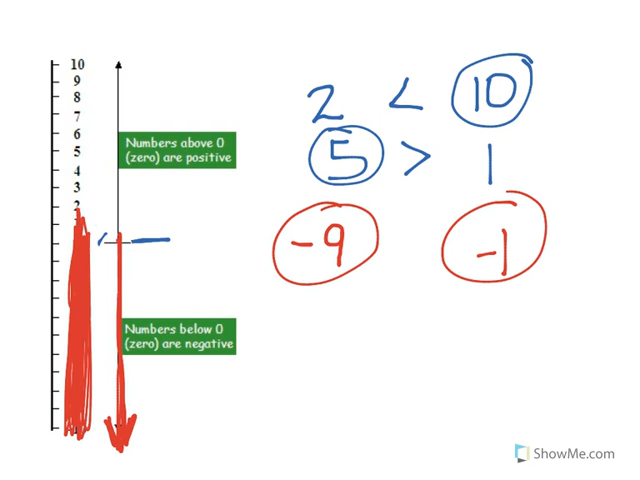 10
9
8
7
6
5
4
3
2
Numbers above 0
(zero) are positive
Numbers below 0
(zero) are negative
2 < 10
5 > 1
-9 -1
ShowMe.com